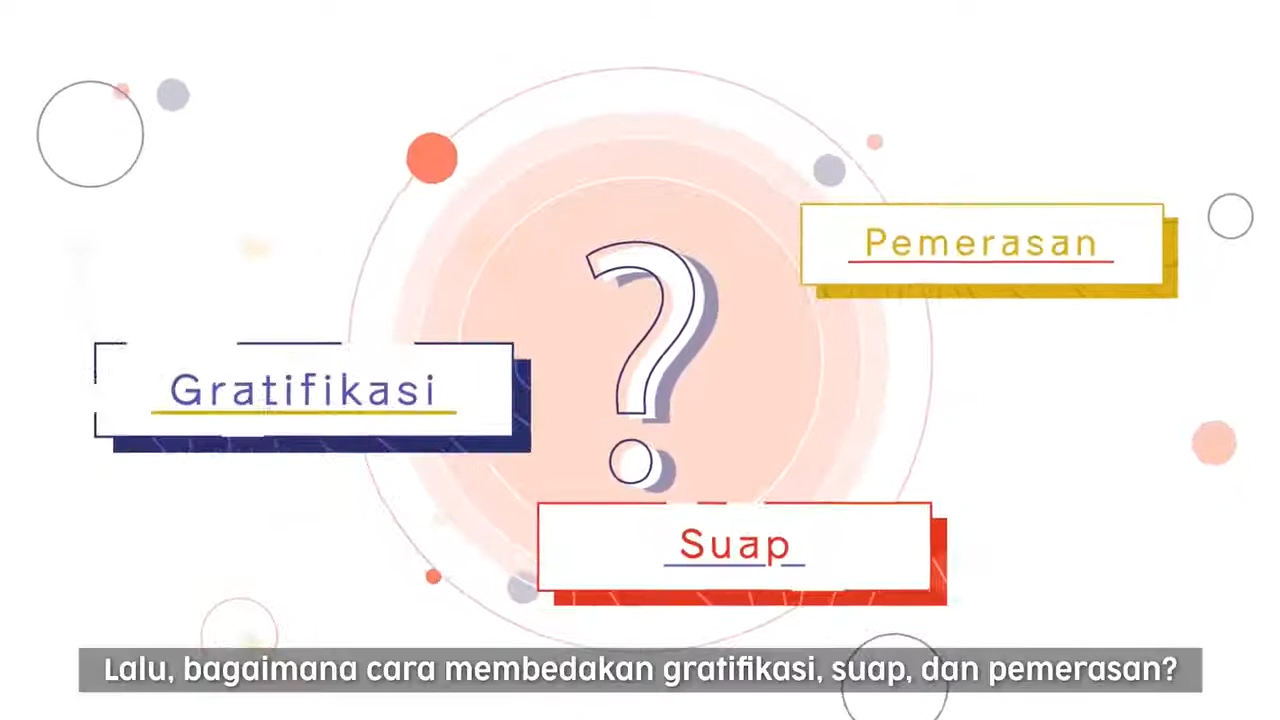 Pemerasan
Gratifikasi
Suap
Lalu, bagaimana cara membedakan gratifikasi, suap, dan pemerasan?